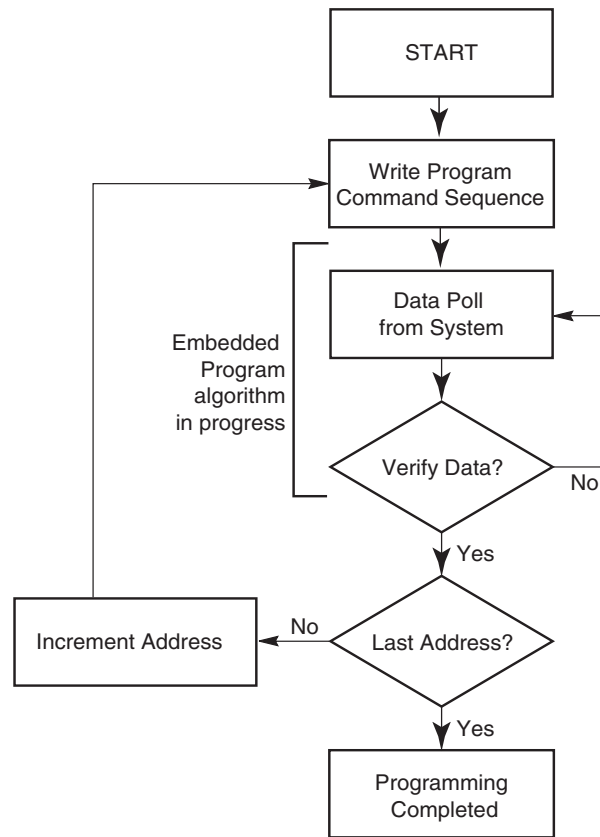 START
Write Program
Command Sequence
Data Poll
from System
Embedded
Program
algorithm
in progress
Verify Data?
No
Yes
Increment Address
No
Last Address?
Yes
Programming
Completed